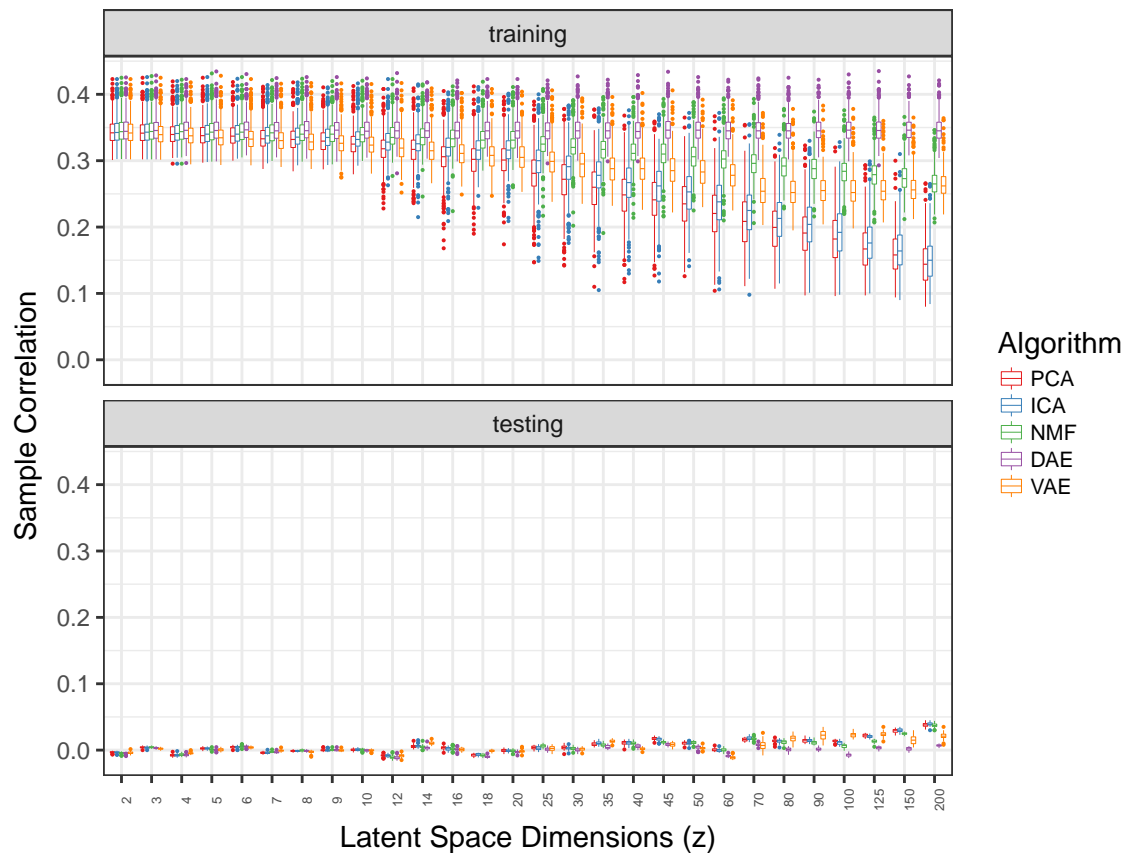 training
0.4
0.3
0.2
0.1
0.0
testing
0.4
0.3
0.2
0.1
0.0
Sample Correlation
2 3 4 5 6 7 8 9 10 12 14 16 18 20 25 30 35 40 45 50 60 70 80 90 100 125 150 200
Latent Space Dimensions (z)
Algorithm
PCA
ICA
NMF
DAE
VAE